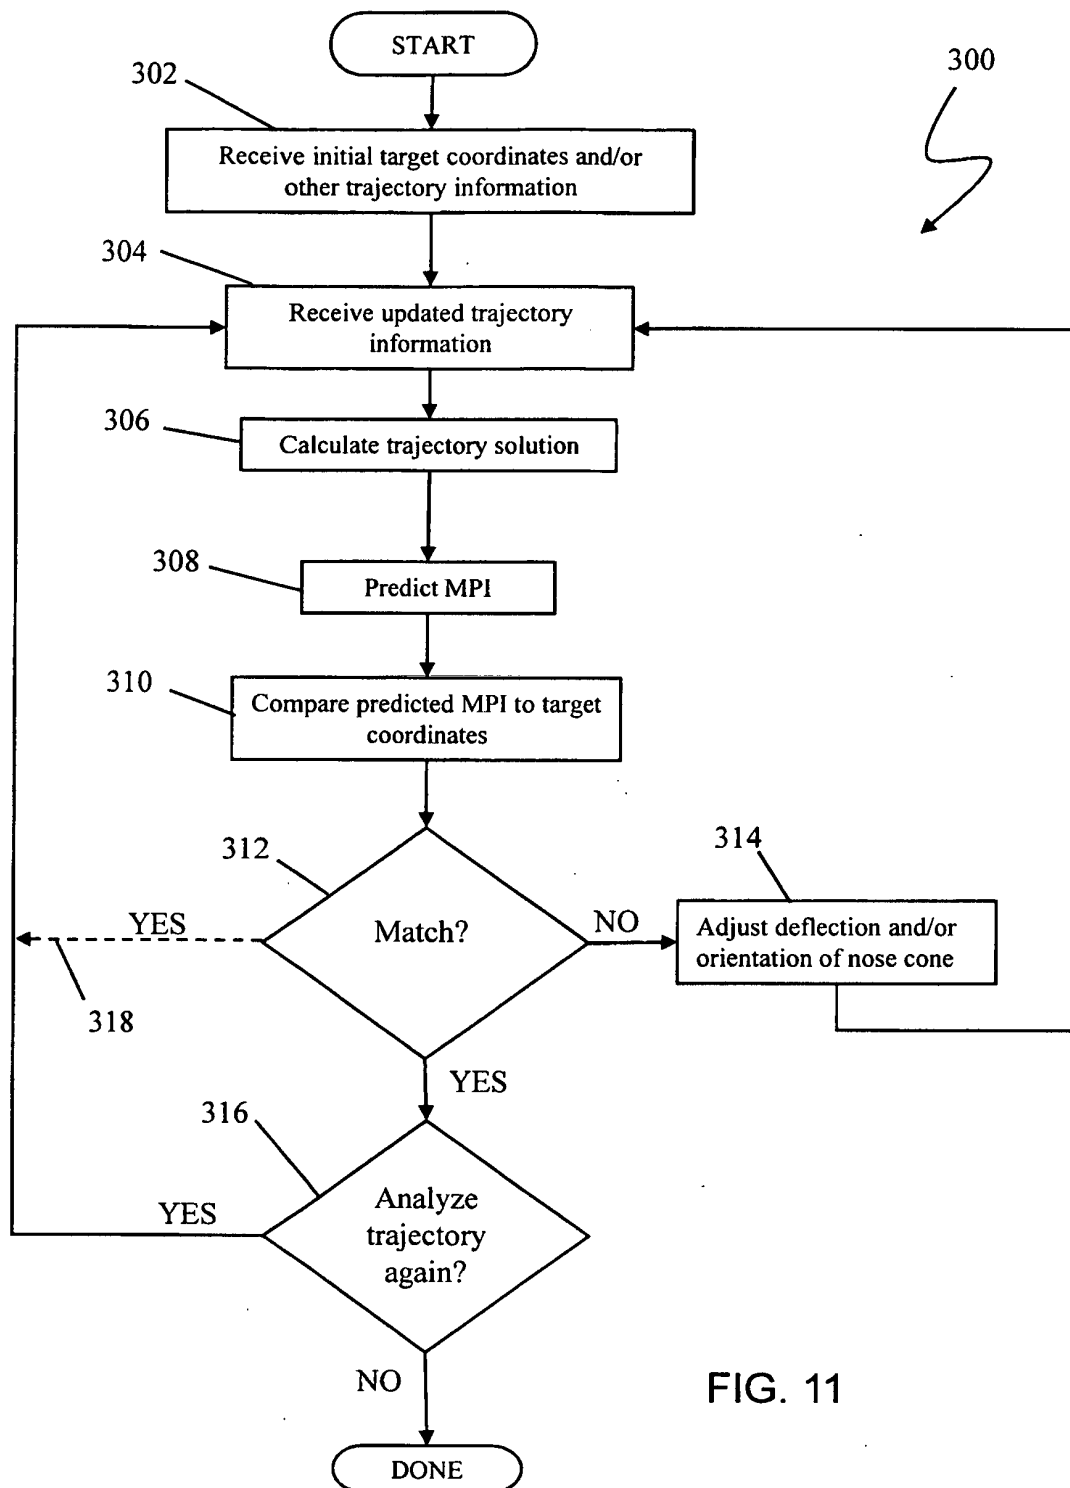 START
302
300
Receive initial target coordinates and/or
other trajectory information
304
Receive updated trajectory
information
306
Calculate trajectory solution
308
Predict MPI
310
Compare predicted MPI to target
coordinates
312
314
YES
Match?
NO
Adjust deflection and/or
orientation of nose cone
318
YES
316
YES
Analyze
trajectory
again?
NO
FIG. 11
DONE